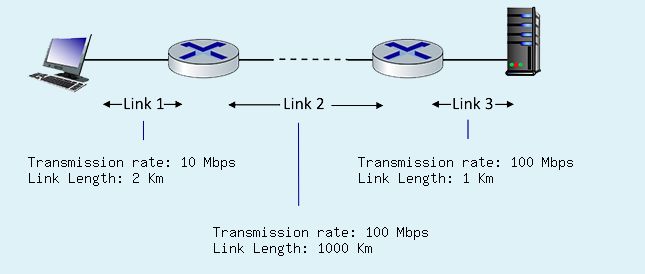 Link 1
Link 2
Link 3
Transmission rate: 10 Mbps
Link Length: 2 Km
Transmission rate: 100 Mbps
Link Length: 1 Km
Transmission rate: 100 Mbps
Link Length: 1000 Km